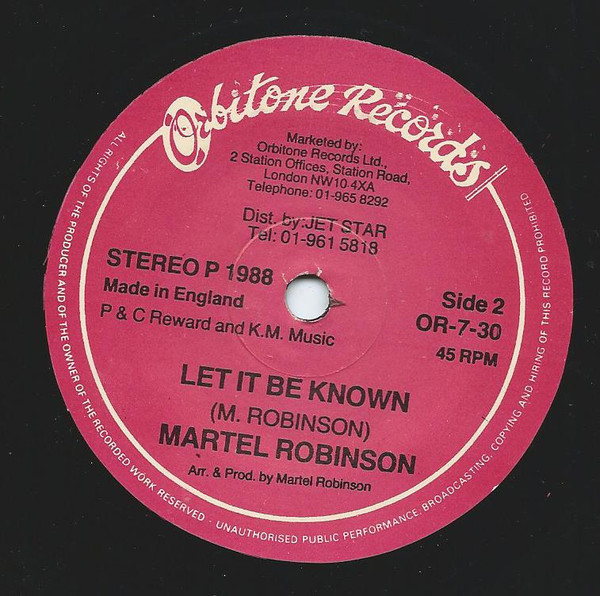 Orbitone Records
Marketed by:
Orbitone Records Ltd.,
2 Station Offices, Station Road,
London NW10 4XA
Telephone: 01-965 8292
Dist. by: JET STAR
Tel: 01-961 5818
STEREO P 1988
Made in England
P & C Reward and K.M. Music
Side 2
OR-7-30
45 RPM
LET IT BE KNOWN
(M. ROBINSON)
MARTEL ROBINSON
Arr. & Prod. by Martel Robinson
ALL RIGHTS OF THE PRODUCER AND OF THE OWNER OF THE RECORDED WORK RESERVED · UNAUTHORISED PUBLIC PERFORMANCE, BROADCASTING, COPYING AND HIRING OF THIS RECORD PROHIBITED